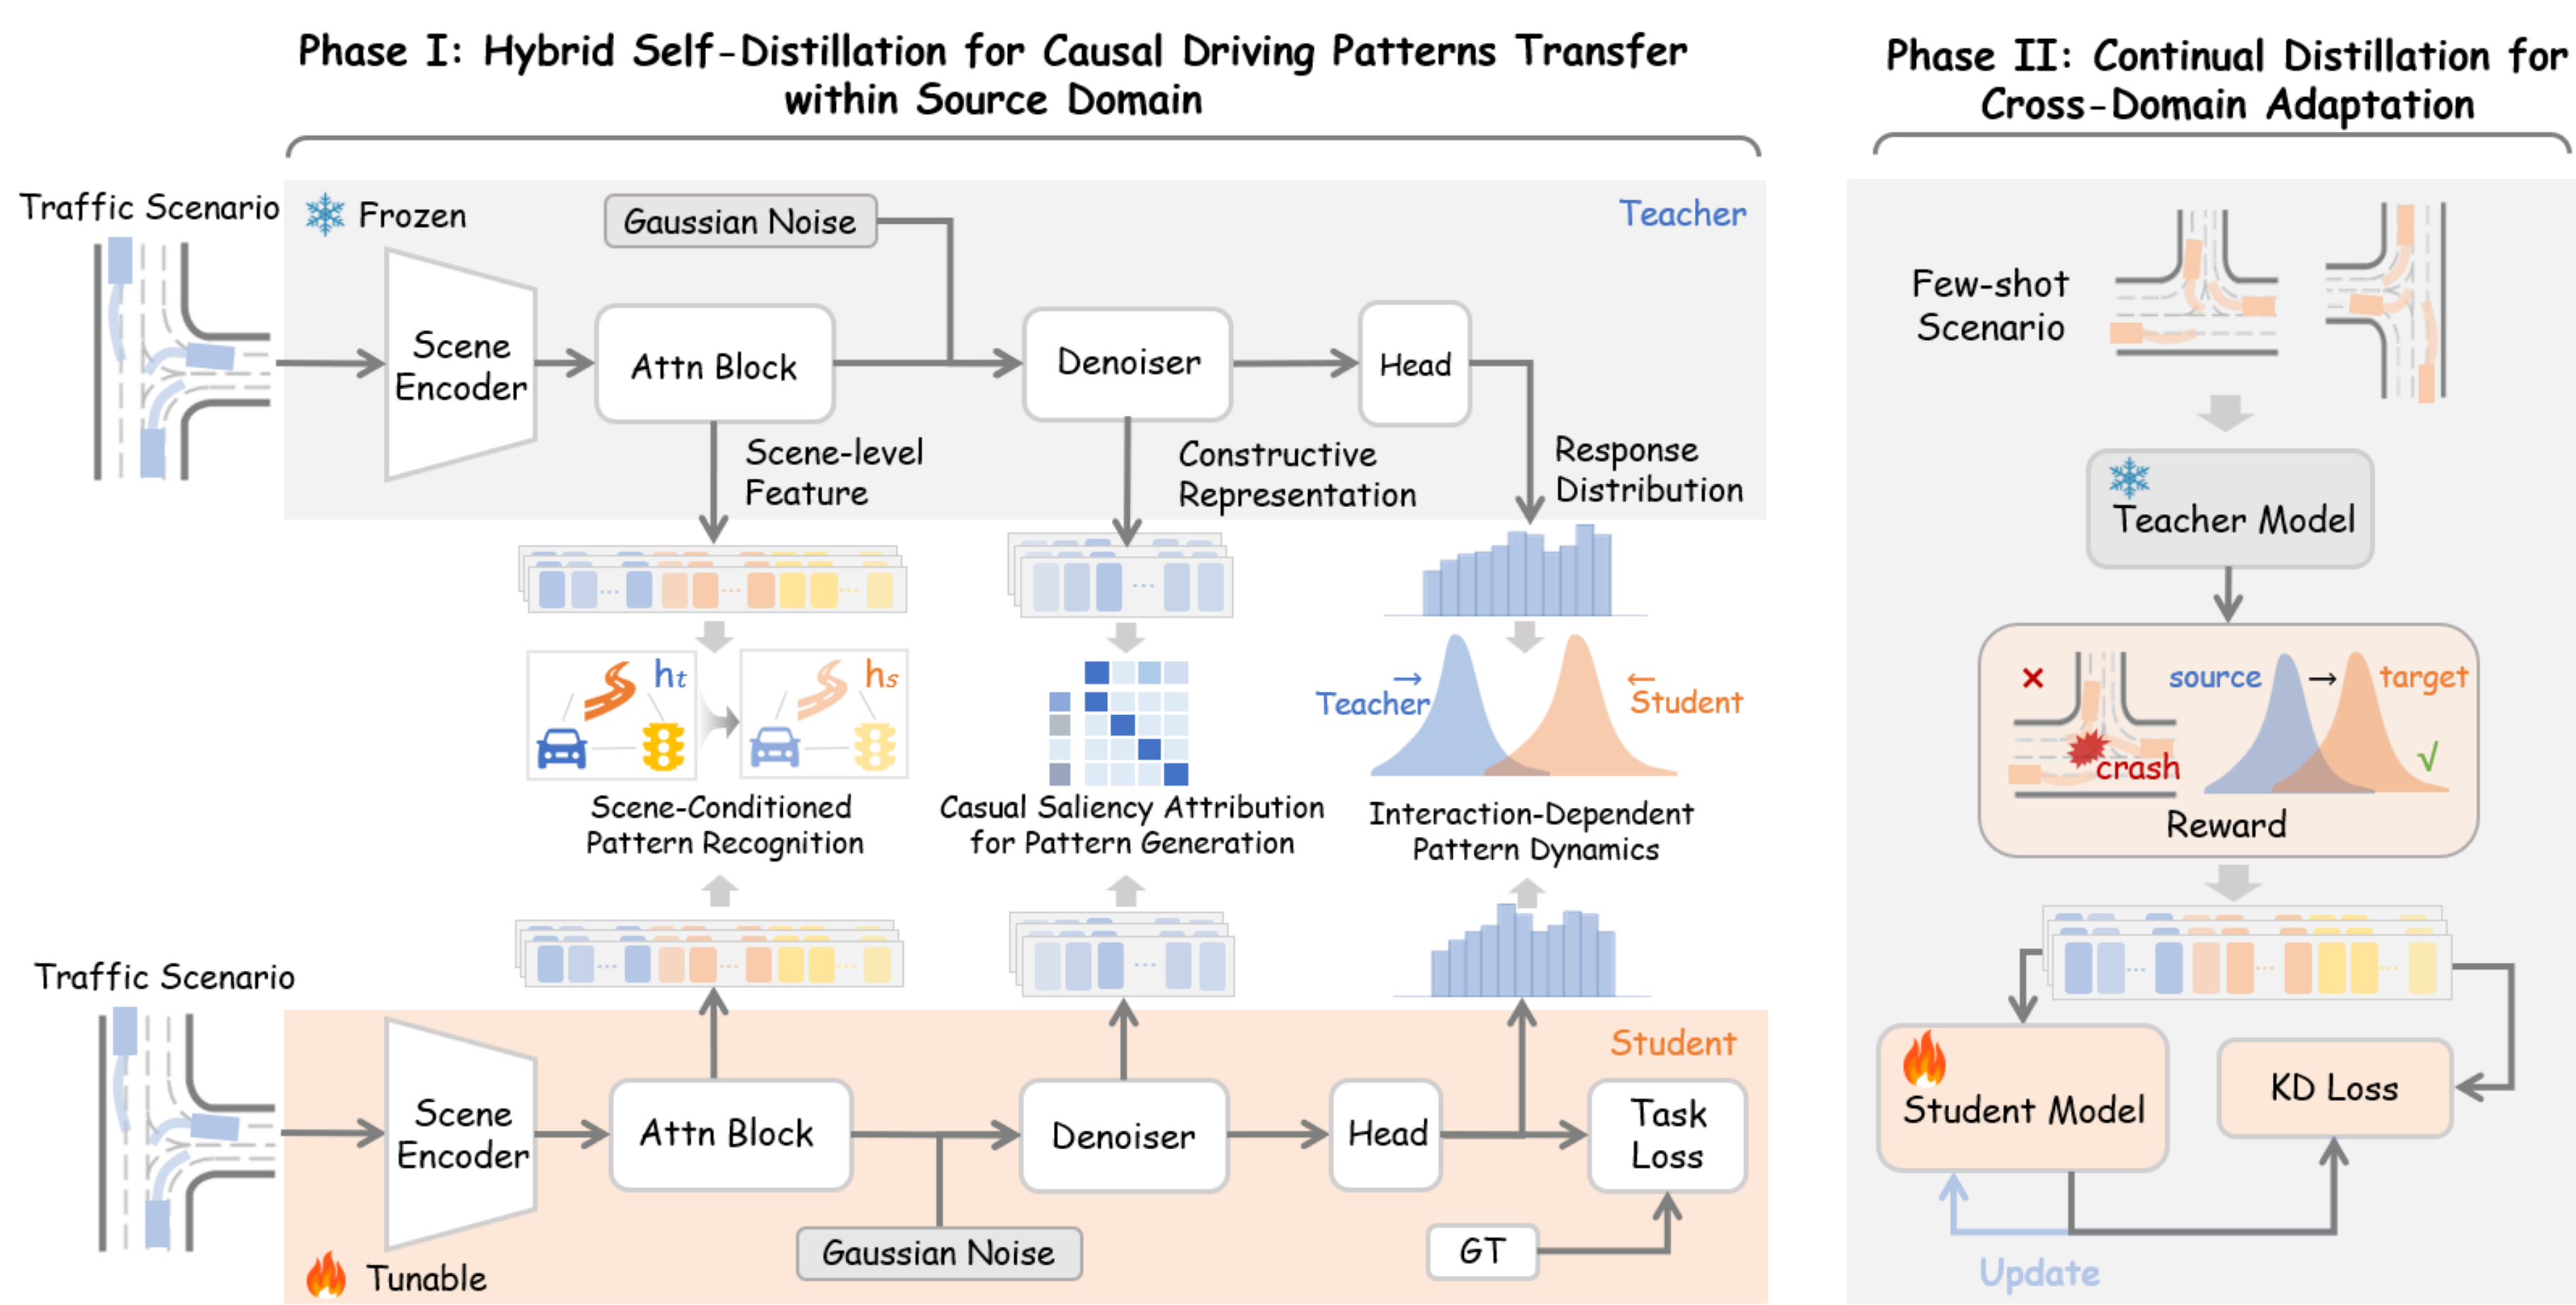 Phase I: Hybrid Self-Distillation for Causal Driving Patterns Transfer
within Source Domain
Traffic Scenario
Frozen
Gaussian Noise
Teacher
Scene
Encoder
Attn Block
Denoiser
Head
Scene-level
Feature
Constructive
Representation
Response
Distribution
ht
hs
Teacher
Student
Scene-Conditioned
Pattern Recognition
Casual Saliency Attribution
for Pattern Generation
Interaction-Dependent
Pattern Dynamics
Traffic Scenario
Student
Scene
Encoder
Attn Block
Denoiser
Head
Task
Loss
Gaussian Noise
GT
Tunable
Phase II: Continual Distillation for
Cross-Domain Adaptation
Few-shot
Scenario
Teacher Model
source
target
crash
Reward
Student Model
KD Loss
Update